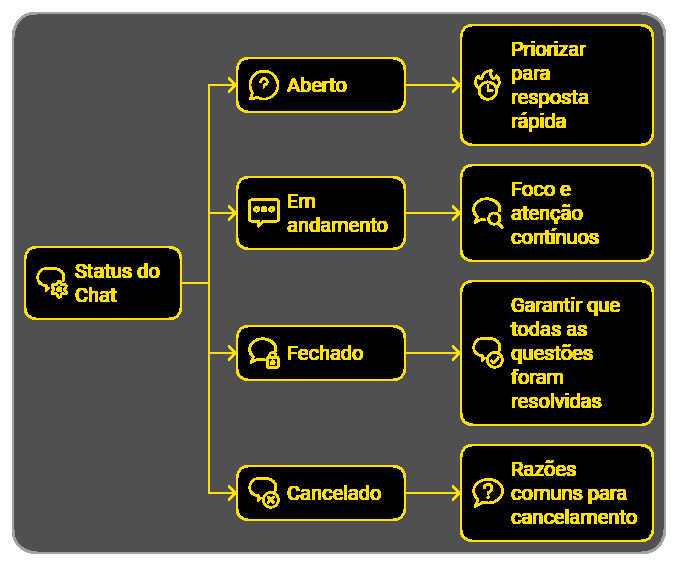 Status do
Chat
Aberto
Priorizar
para
resposta
rápida
Em
andamento
Foco e
atenção
contínuos
Fechado
Garantir que
todas as
questões
foram
resolvidas
Cancelado
Razões
comuns para
cancelamento